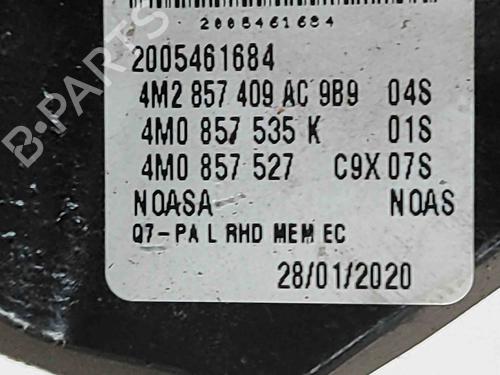 2005461684
2005461684
4M2 857 409 AC 9B9 04S
4M0 857 535 K 01S
4M0 857 527 C9X 07S
NOASA NOAS
Q7-PA L RHD MEM EC
28/01/2020
B-PARTS